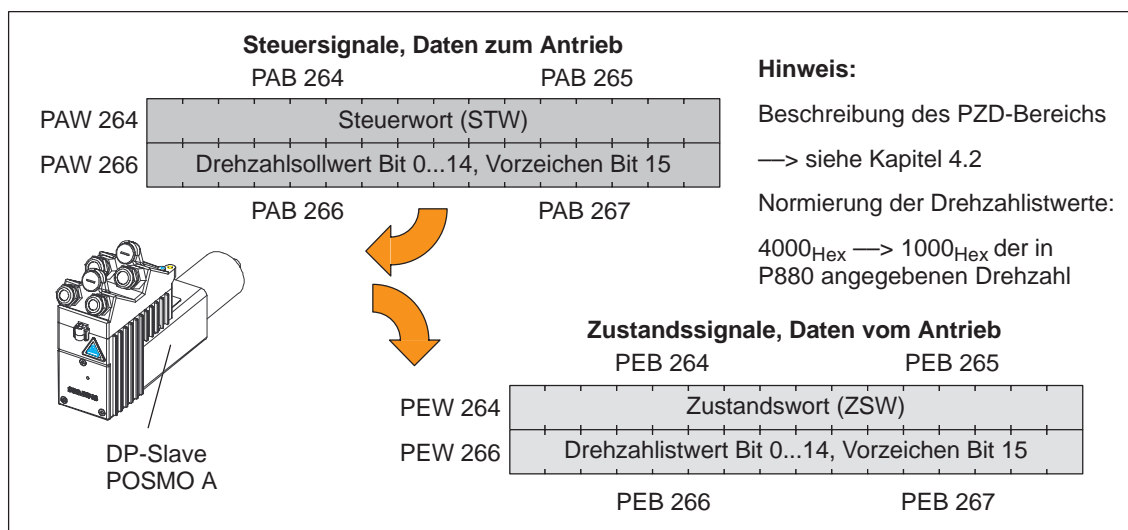 Steuersignale, Daten zum Antrieb
PAB 264 PAB 265
PAW 264 Steuerwort (STW)
PAW 266 Drehzahlsollwert Bit 0...14, Vorzeichen Bit 15
PAB 266 PAB 267
Hinweis:
Beschreibung des PZD-Bereichs
—> siehe Kapitel 4.2
Normierung der Drehzahlistwerte:
4000Hex —> 1000Hex der in
P880 angegebenen Drehzahl
DP-Slave
POSMO A
Zustandssignale, Daten vom Antrieb
PEB 264 PEB 265
PEW 264 Zustandswort (ZSW)
PEW 266 Drehzahlistwert Bit 0...14, Vorzeichen Bit 15
PEB 266 PEB 267